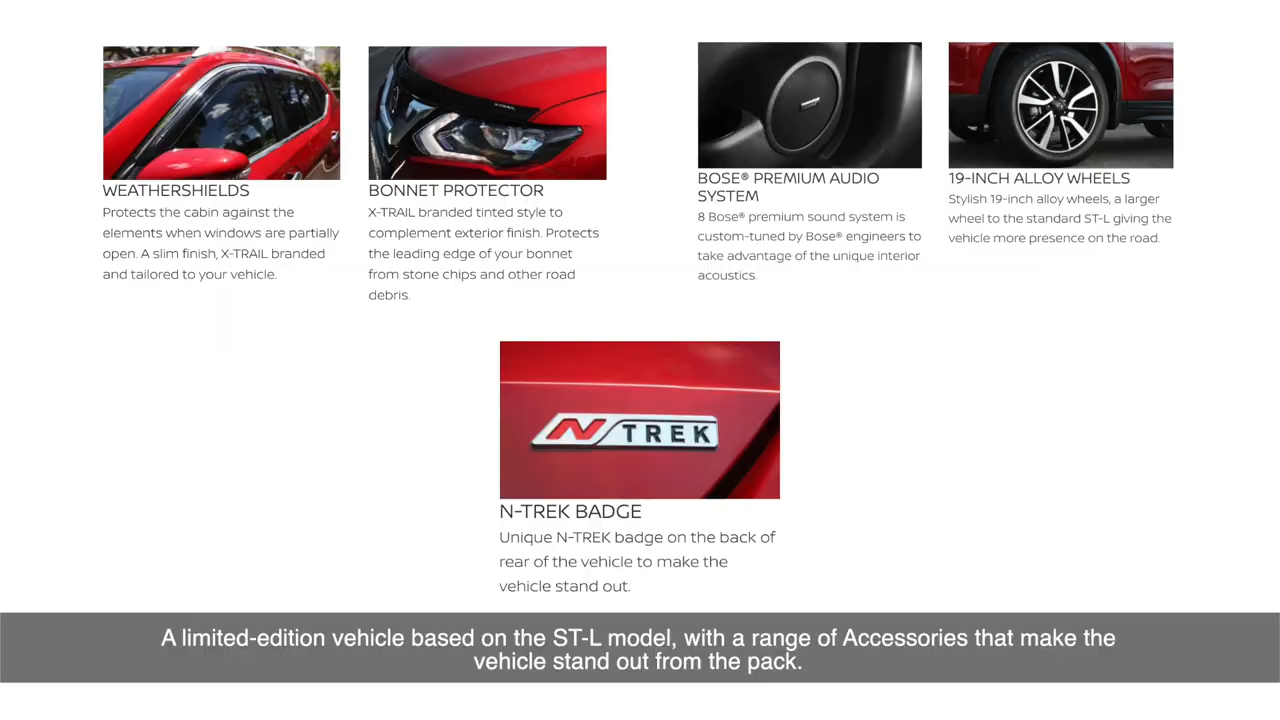 X-TRAIL
WEATHERSHIELDS
Protects the cabin against the
elements when windows are partially
open. A slim finish, X-TRAIL branded
and tailored to your vehicle.
BONNET PROTECTOR
X-TRAIL branded tinted style to
complement exterior finish. Protects
the leading edge of your bonnet
from stone chips and other road
debris.
BOSE® PREMIUM AUDIO
SYSTEM
8 Bose® premium sound system is
custom-tuned by Bose® engineers to
take advantage of the unique interior
acoustics.
19-INCH ALLOY WHEELS
Stylish 19-inch alloy wheels, a larger
wheel to the standard ST-L giving the
vehicle more presence on the road.
N TREK
N-TREK BADGE
Unique N-TREK badge on the back of
rear of the vehicle to make the
vehicle stand out.
A limited-edition vehicle based on the ST-L model, with a range of Accessories that make the
vehicle stand out from the pack.